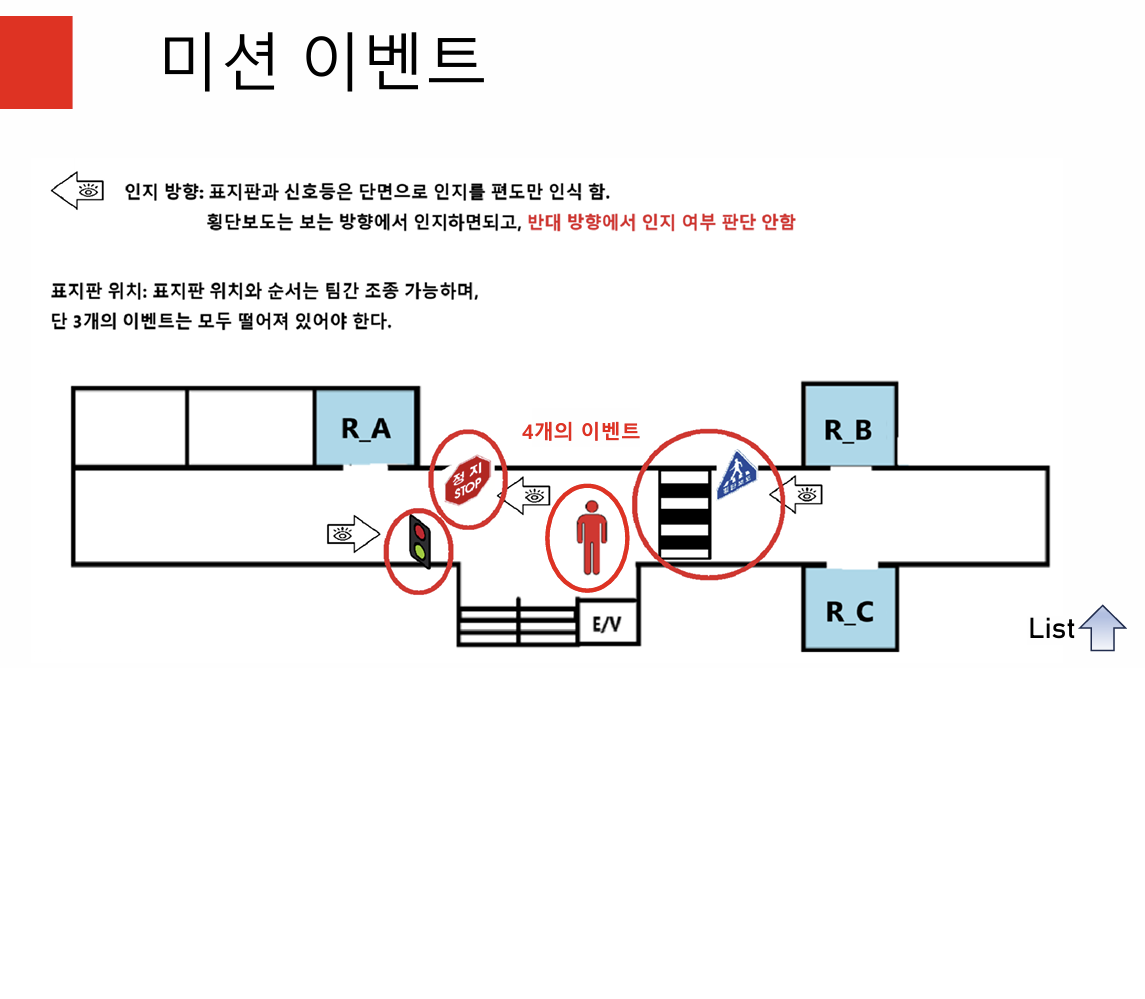 미션 이벤트
인지 방향: 표지판과 신호등은 단면으로 인지를 편도만 인식 함.
횡단보도는 보는 방향에서 인지하면되고, 반대 방향에서 인지 여부 판단 안함
표지판 위치: 표지판 위치와 순서는 팀간 조종 가능하며,
단 3개의 이벤트는 모두 떨어져 있어야 한다.
R_A
4개의 이벤트
R_B
정지
STOP
E/V
R_C
List